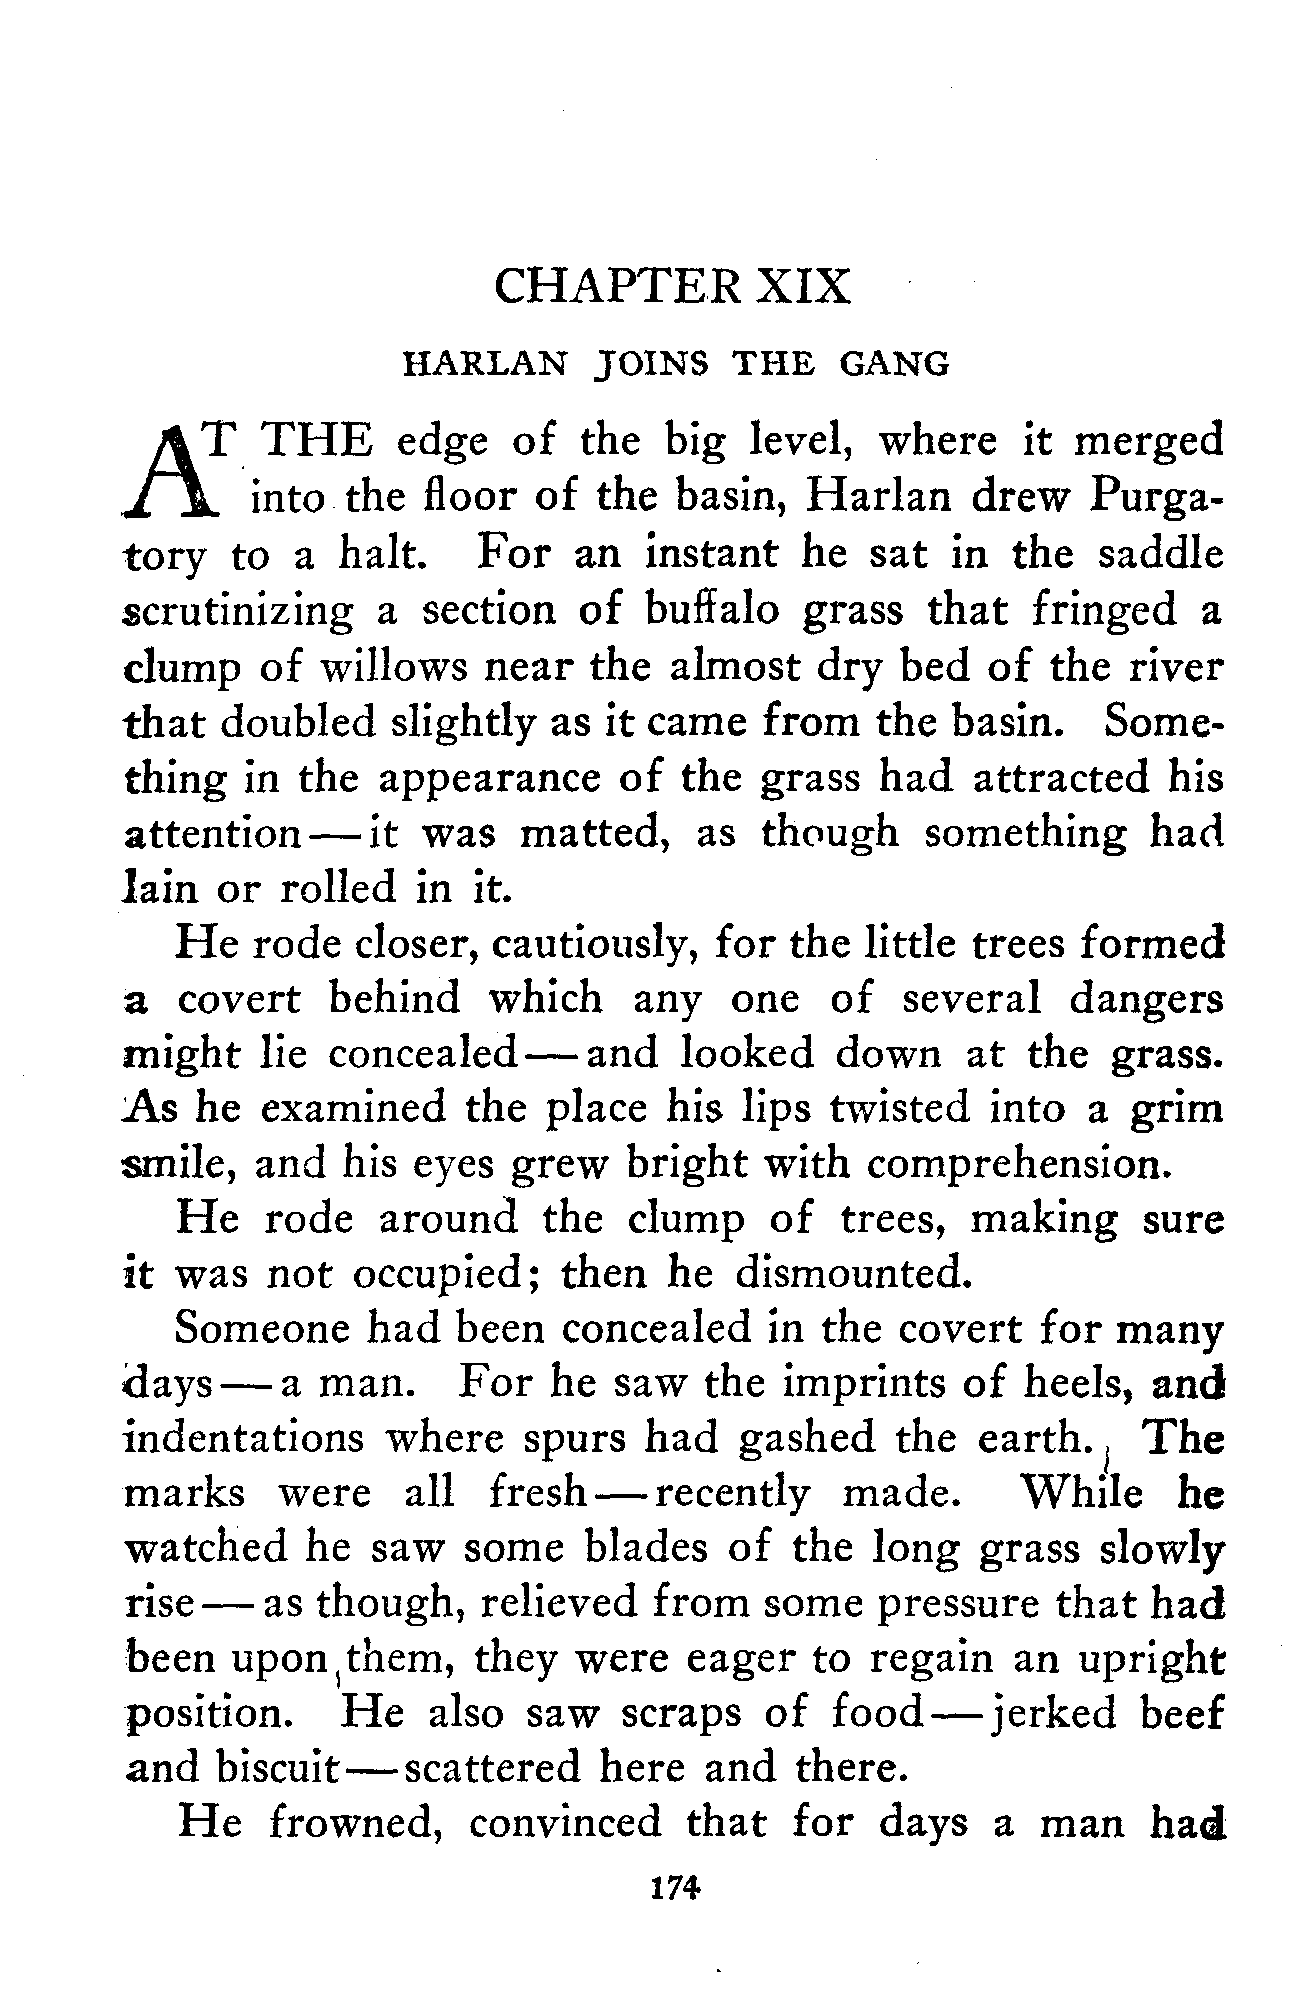 CHAPTER XIX
HARLAN JOINS THE GANG
AT THE edge of the big level, where it merged
into the floor of the basin, Harlan drew Purga-
tory to a halt. For an instant he sat in the saddle
scrutinizing a section of buffalo grass that fringed a
clump of willows near the almost dry bed of the river
that doubled slightly as it came from the basin. Some-
thing in the appearance of the grass had attracted his
attention—it was matted, as though something had
lain or rolled in it.
He rode closer, cautiously, for the little trees formed
a covert behind which any one of several dangers
might lie concealed—and looked down at the grass.
As he examined the place his lips twisted into a grim
smile, and his eyes grew bright with comprehension.
He rode around the clump of trees, making sure
it was not occupied; then he dismounted.
Someone had been concealed in the covert for many
days—a man. For he saw the imprints of heels, and
indentations where spurs had gashed the earth. The
marks were all fresh—recently made. While he
watched he saw some blades of the long grass slowly
rise—as though, relieved from some pressure that had
been upon them, they were eager to regain an upright
position. He also saw scraps of food—jerked beef
and biscuit—scattered here and there.
He frowned, convinced that for days a man had
174